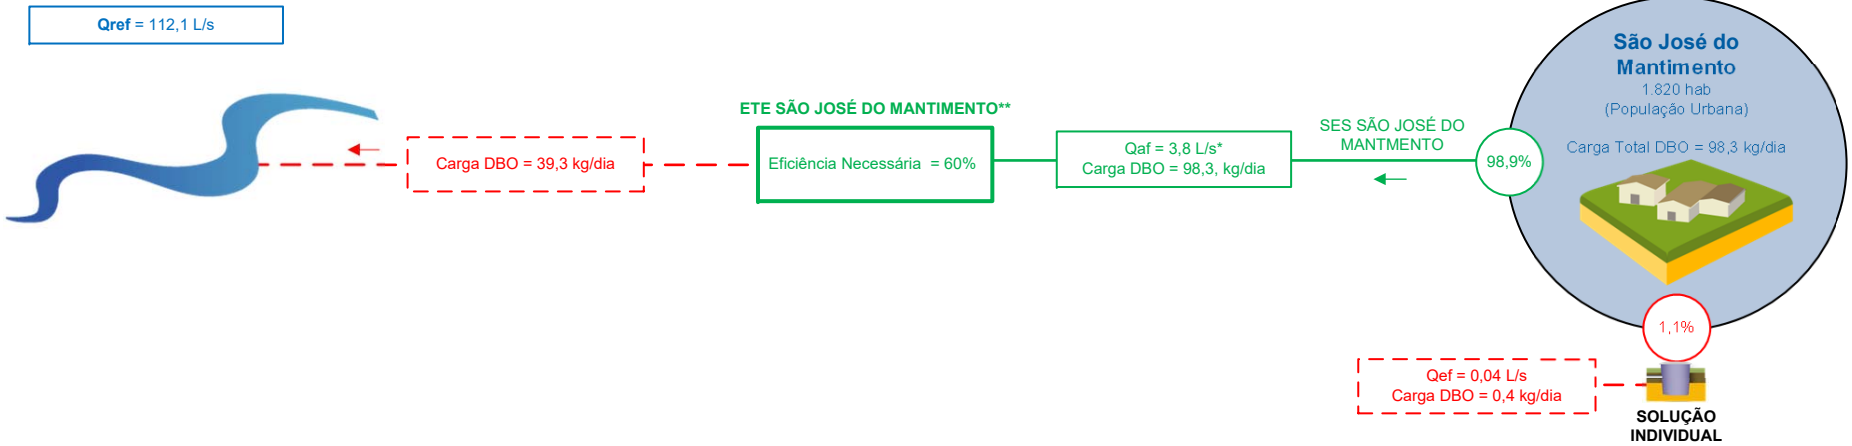 Qref = 112,1 L/s
São José do
Mantimento
1.820 hab
(População Urbana)
Carga Total DBO = 98,3 kg/dia
ETE SÃO JOSÉ DO MANTIMENTO**
Carga DBO = 39,3 kg/dia
Eficiência Necessária = 60%
Qaf = 3,8 L/s*
Carga DBO = 98,3, kg/dia
SES SÃO JOSÉ DO
MANTMENTO
98,9%
1,1%
Qef = 0,04 L/s
Carga DBO = 0,4 kg/dia
SOLUÇÃO
INDIVIDUAL